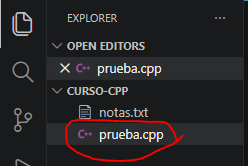 EXPLORER
OPEN EDITORS
prueba.cpp
CURSO-CPP
notas.txt
prueba.cpp